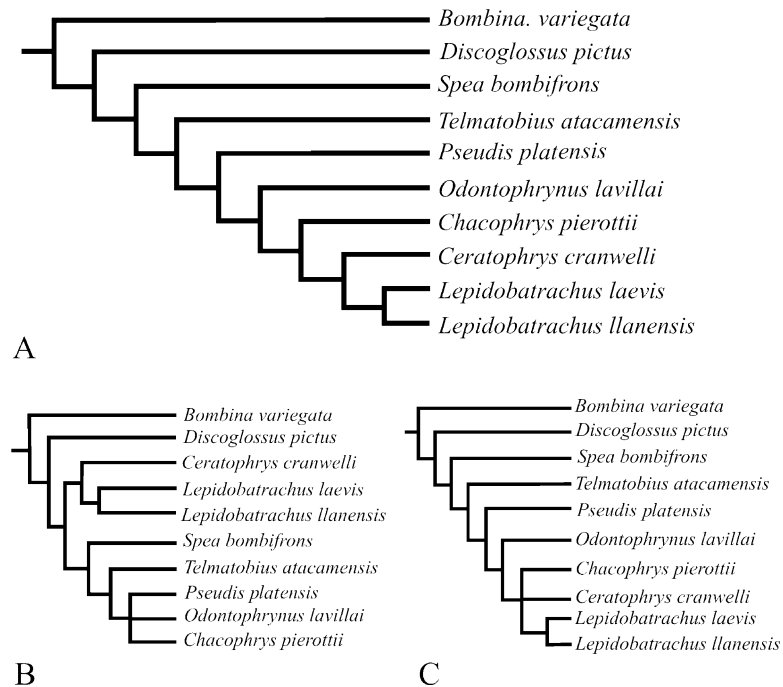 Bombina. variegata
Discoglossus pictus
Spea bombifrons
Telmatobius atacamensis
Pseudis platensis
Odontophrynus lavillai
Chacophrys pierottii
Ceratophrys cranwelli
Lepidobatrachus laevis
Lepidobatrachus llanensis
A
Bombina variegata
Discoglossus pictus
Ceratophrys cranwelli
Lepidobatrachus laevis
Lepidobatrachus llanensis
Spea bombifrons
Telmatobius atacamensis
Pseudis platensis
Odontophrynus lavillai
Chacophrys pierottii
B
Bombina variegata
Discoglossus pictus
Spea bombifrons
Telmatobius atacamensis
Pseudis platensis
Odontophrynus lavillai
Chacophrys pierottii
Ceratophrys cranwelli
Lepidobatrachus laevis
Lepidobatrachus llanensis
C